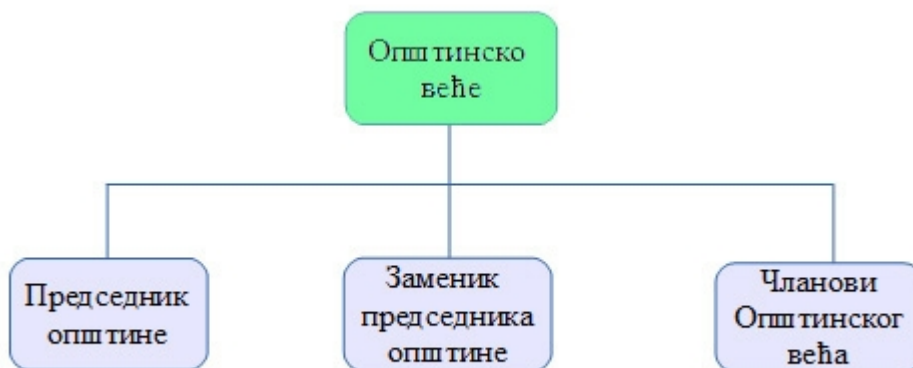 Општинско
веће
Председник
општине
Заменик
председника
општине
Чланови
Општинског
већа